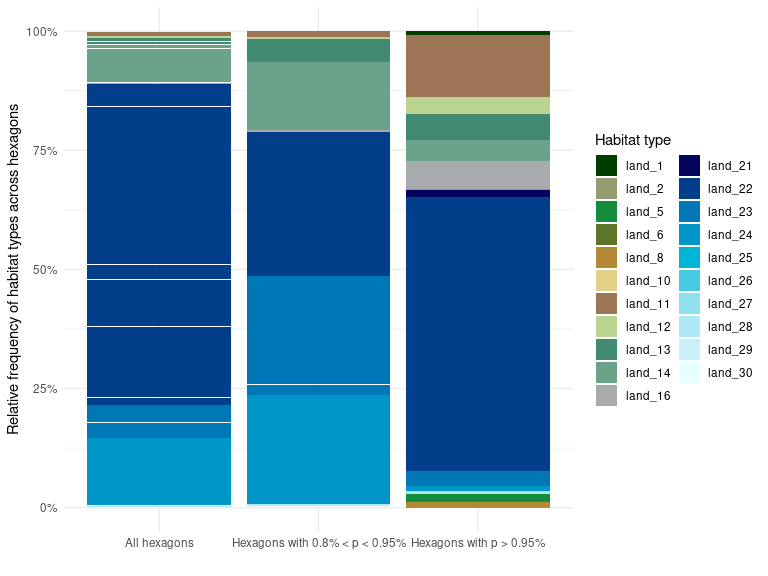 Relative frequency of habitat types across hexagons
100%
75%
50%
25%
0%
All hexagons
Hexagons with 0.8% < p < 0.95%
Hexagons with p > 0.95%
Habitat type
land_1
land_2
land_5
land_6
land_8
land_10
land_11
land_12
land_13
land_14
land_16
land_21
land_22
land_23
land_24
land_25
land_26
land_27
land_28
land_29
land_30